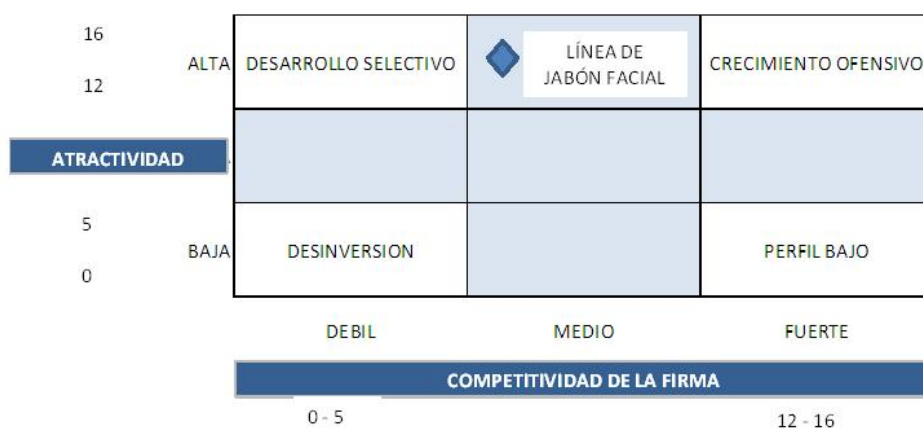 16
12
ALTA
DESARROLLO SELECTIVO
LÍNEA DE
JABÓN FACIAL
CRECIMIENTO OFENSIVO
ATRACTIVIDAD
5
0
BAJA
DESINVERSION
PERFIL BAJO
DEBIL
MEDIO
FUERTE
COMPETITIVIDAD DE LA FIRMA
0 - 5
12 - 16